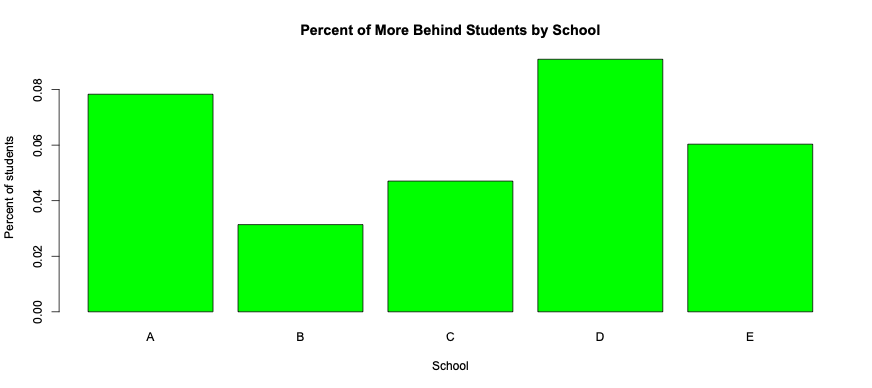 Percent of More Behind Students by School
Percent of students
0.08
0.06
0.04
0.02
0.00
A B C D E
School